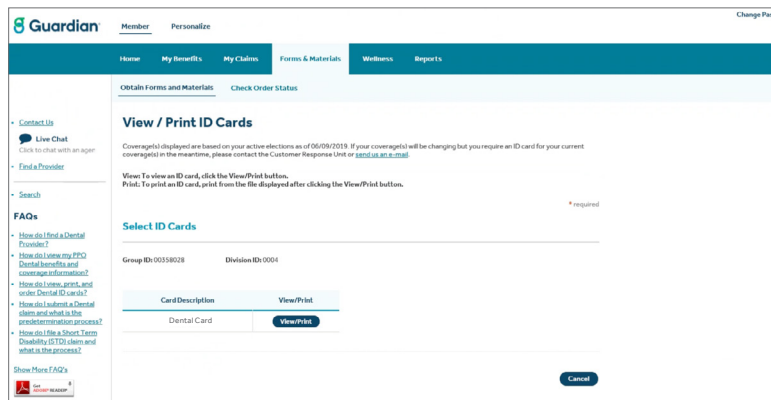 Guardian
Member Personalize
Change Pas
Home My Benefits My Claims Forms & Materials Wellness Reports
Obtain Forms and Materials Check Order Status
Contact Us
Live Chat
Click to chat with an agen
Find a Provider
Search
FAQs
How do I find a Dental
Provider?
How do I view my PPO
Dental benefits and
coverage information?
How do I view, print, and
order Dental ID cards?
How do I submit a Dental
claim and what is the
predetermination process?
How do I file a Short Term
Disability (STD) claim and
what is the process?
Show More FAQ's
Get
ADOBE® READER®
View / Print ID Cards
Coverage(s) displayed are based on your active elections as of 06/09/2019. If your coverage(s) will be changing but you require an ID card for your current
coverage(s) in the meantime, please contact the Customer Response Unit or send us an e-mail.
View: To view an ID card, click the View/Print button.
Print: To print an ID card, print from the file displayed after clicking the View/Print button.
* required
Select ID Cards
Group ID: 00358028 Division ID: 0004
Card Description View/Print
Dental Card View/Print
Cancel